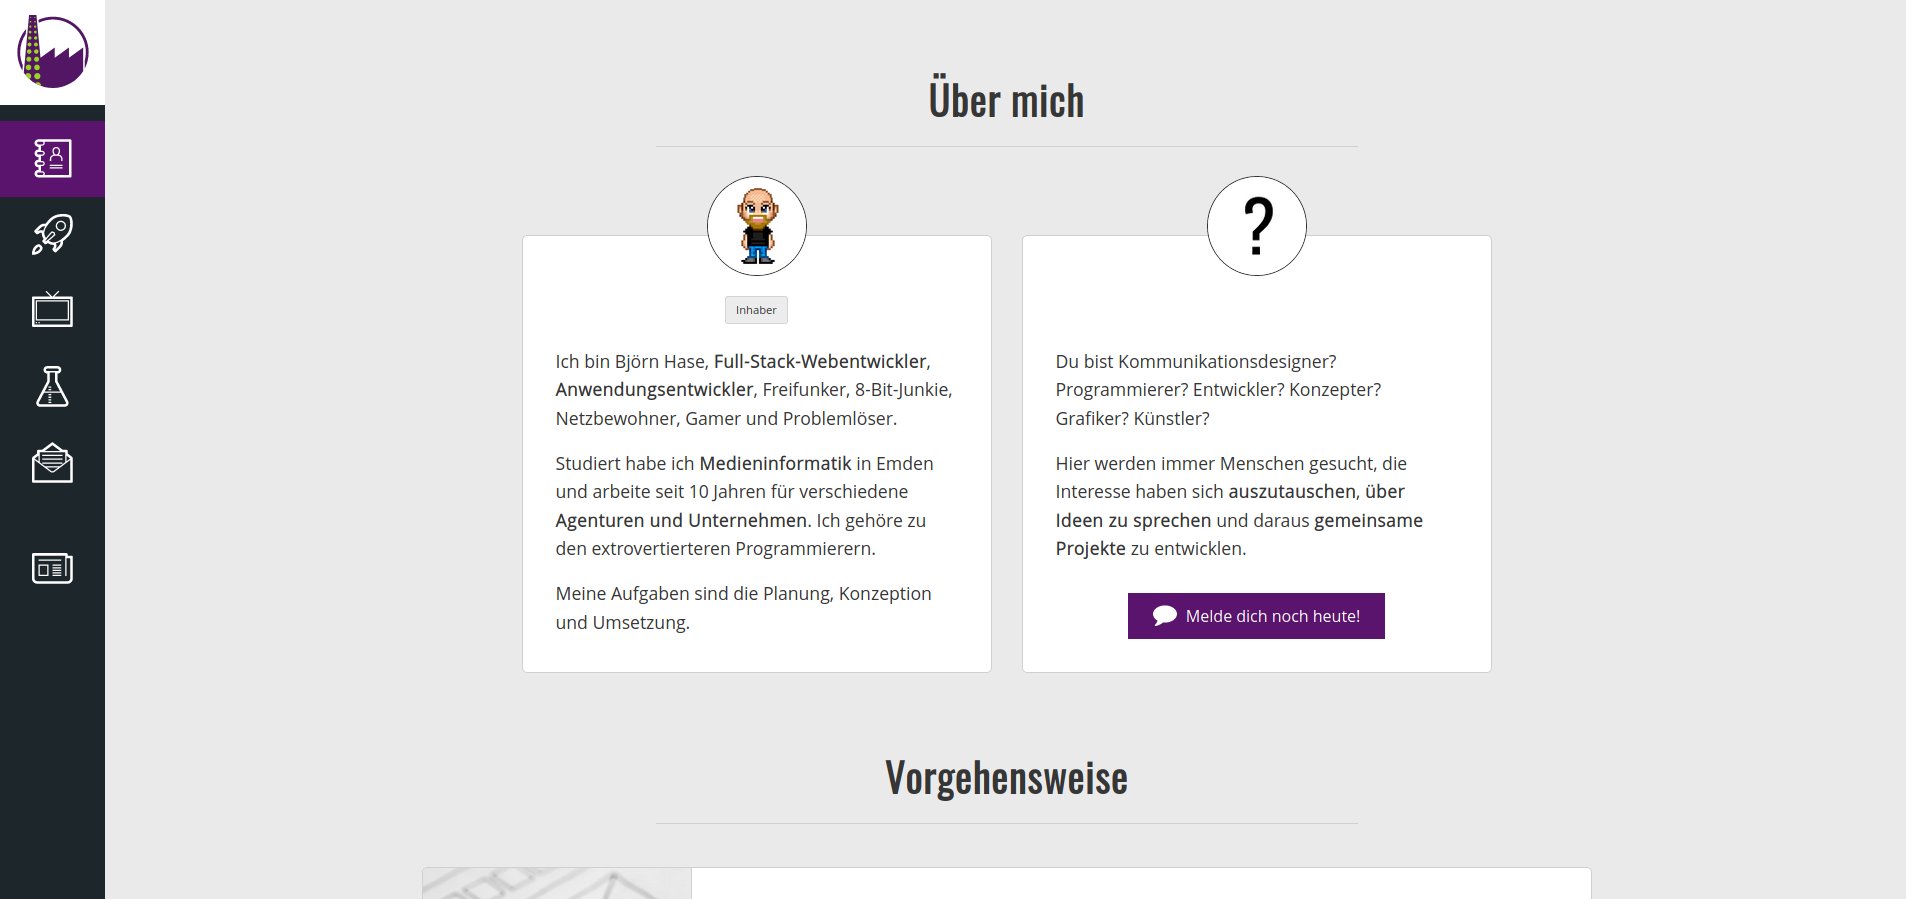 Über mich
Inhaber
Ich bin Björn Hase, Full-Stack-Webentwickler,
Anwendungsentwickler, Freifunker, 8-Bit-Junkie,
Netzbewohner, Gamer und Problemlöser.
Studiert habe ich Medieninformatik in Emden
und arbeite seit 10 Jahren für verschiedene
Agenturen und Unternehmen. Ich gehöre zu
den extrovertierteren Programmierern.
Meine Aufgaben sind die Planung, Konzeption
und Umsetzung.
?
Du bist Kommunikationsdesigner?
Programmierer? Entwickler? Konzepter?
Grafiker? Künstler?
Hier werden immer Menschen gesucht, die
Interesse haben sich auszutauschen, über
Ideen zu sprechen und daraus gemeinsame
Projekte zu entwicklen.
Melde dich noch heute!
Vorgehensweise